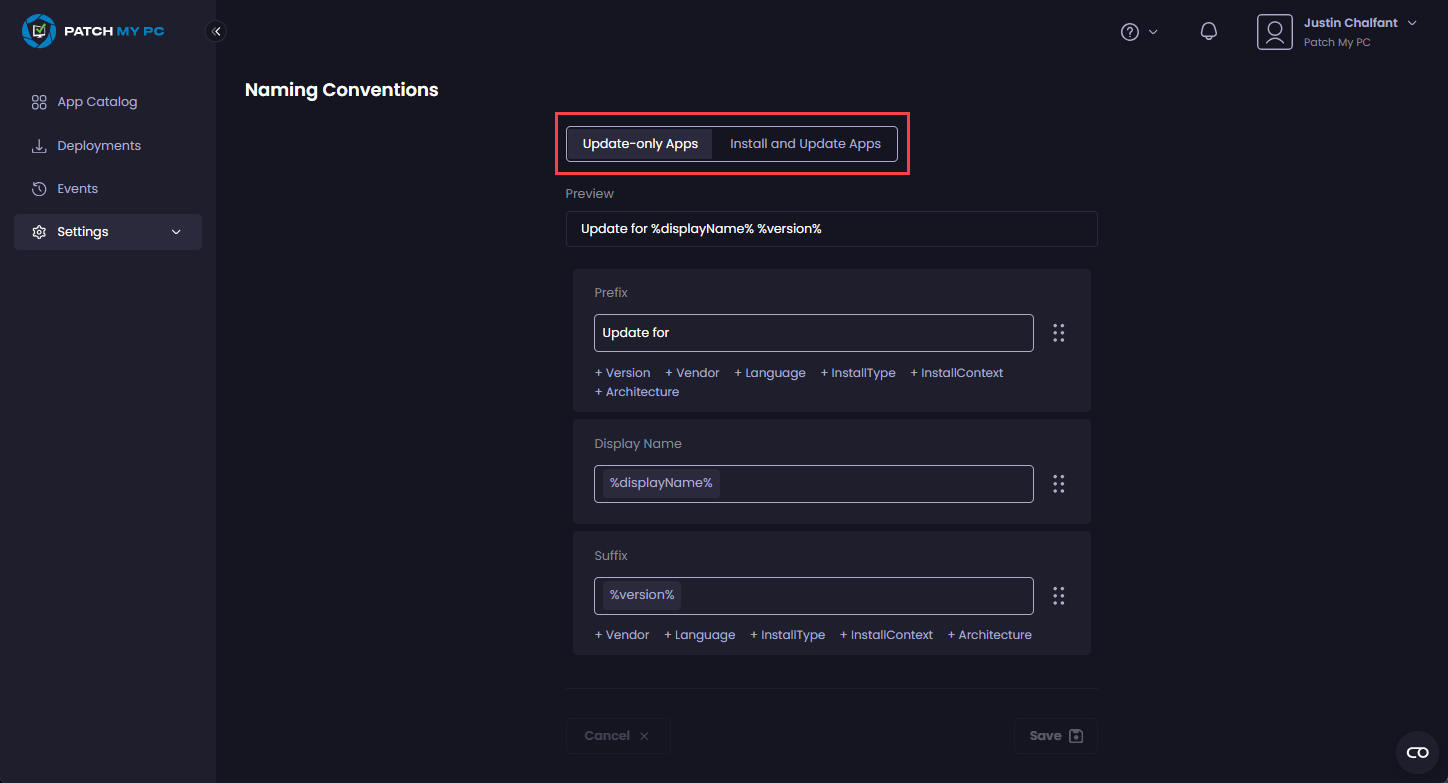 PATCH MY PC
Justin Chalfant
Patch My PC
App Catalog
Deployments
Events
Settings
Naming Conventions
Update-only Apps Install and Update Apps
Preview
Update for %displayName% %version%
Prefix
Update for
+ Version + Vendor + Language + InstallType + InstallContext
+ Architecture
Display Name
%displayName%
Suffix
%version%
+ Vendor + Language + InstallType + InstallContext + Architecture
Cancel
Save